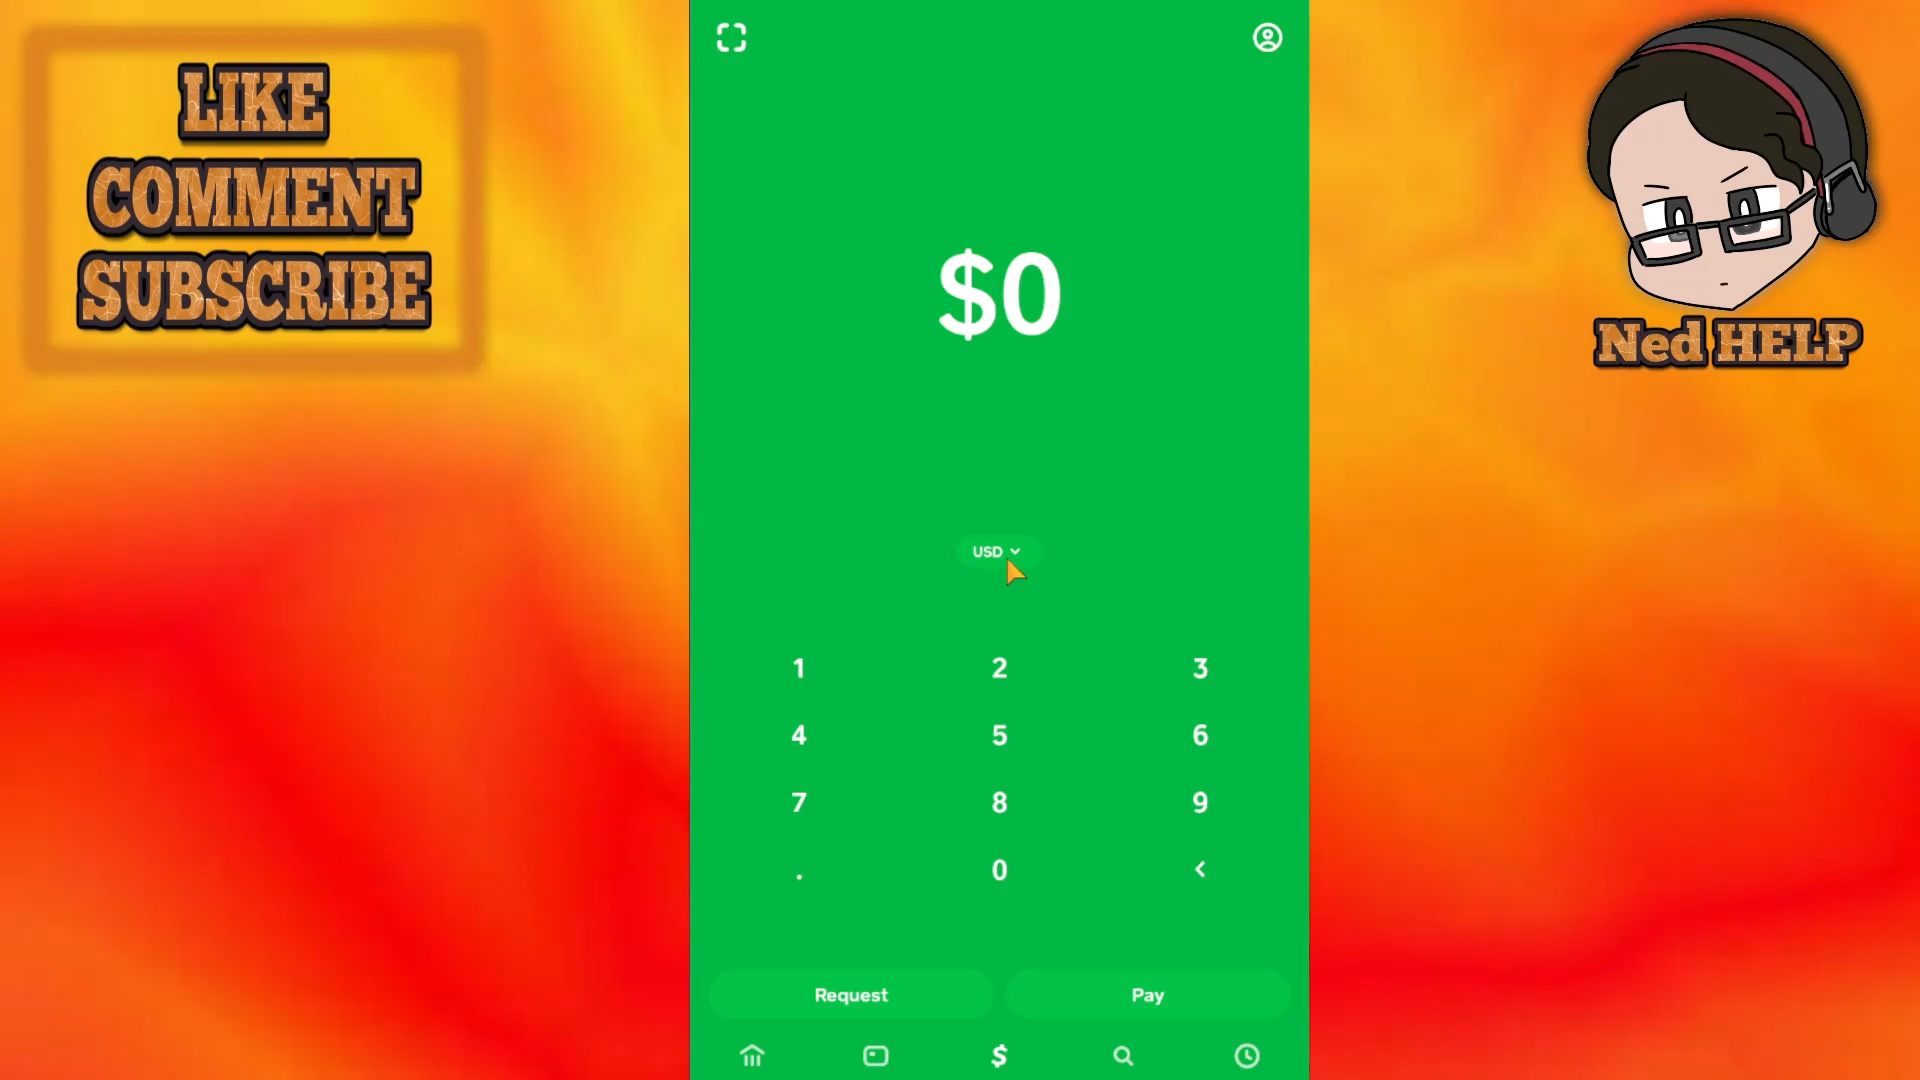 LIKE
COMMENT
SUBSCRIBE
$0
USD
1 2 3
4 5 6
7 8 9
. 0 <
Request Pay
$
Ned HELP